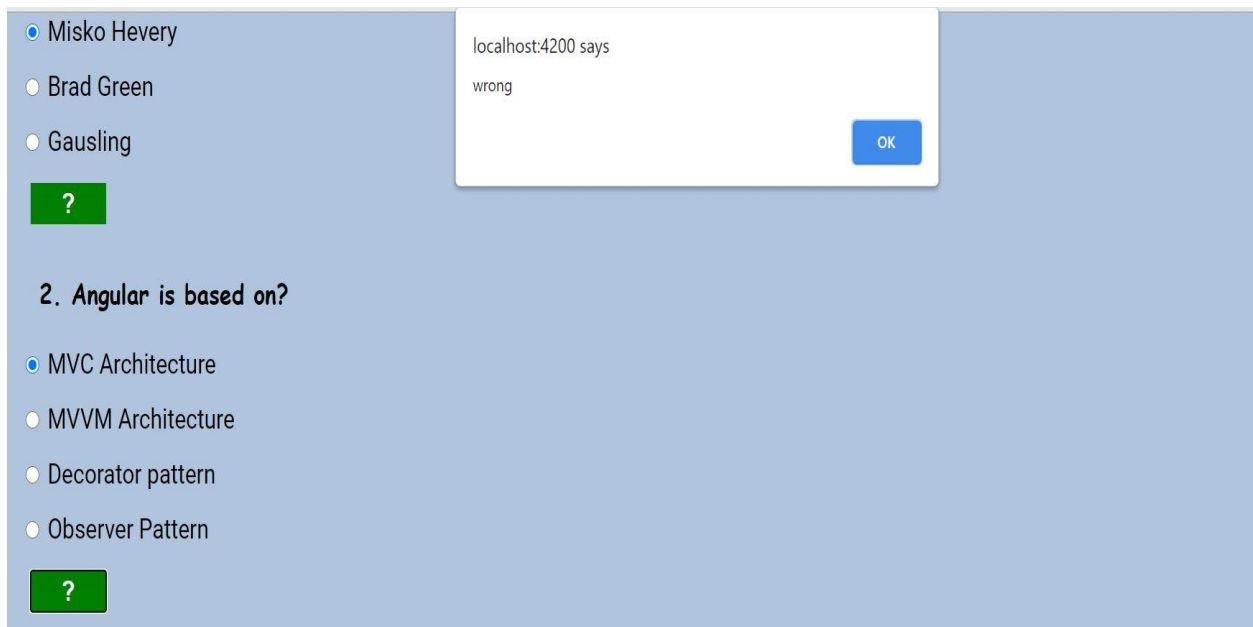 Misko Hevery
Brad Green
Gausling
?
localhost:4200 says
wrong
OK
2. Angular is based on?
MVC Architecture
MVVM Architecture
Decorator pattern
Observer Pattern
?